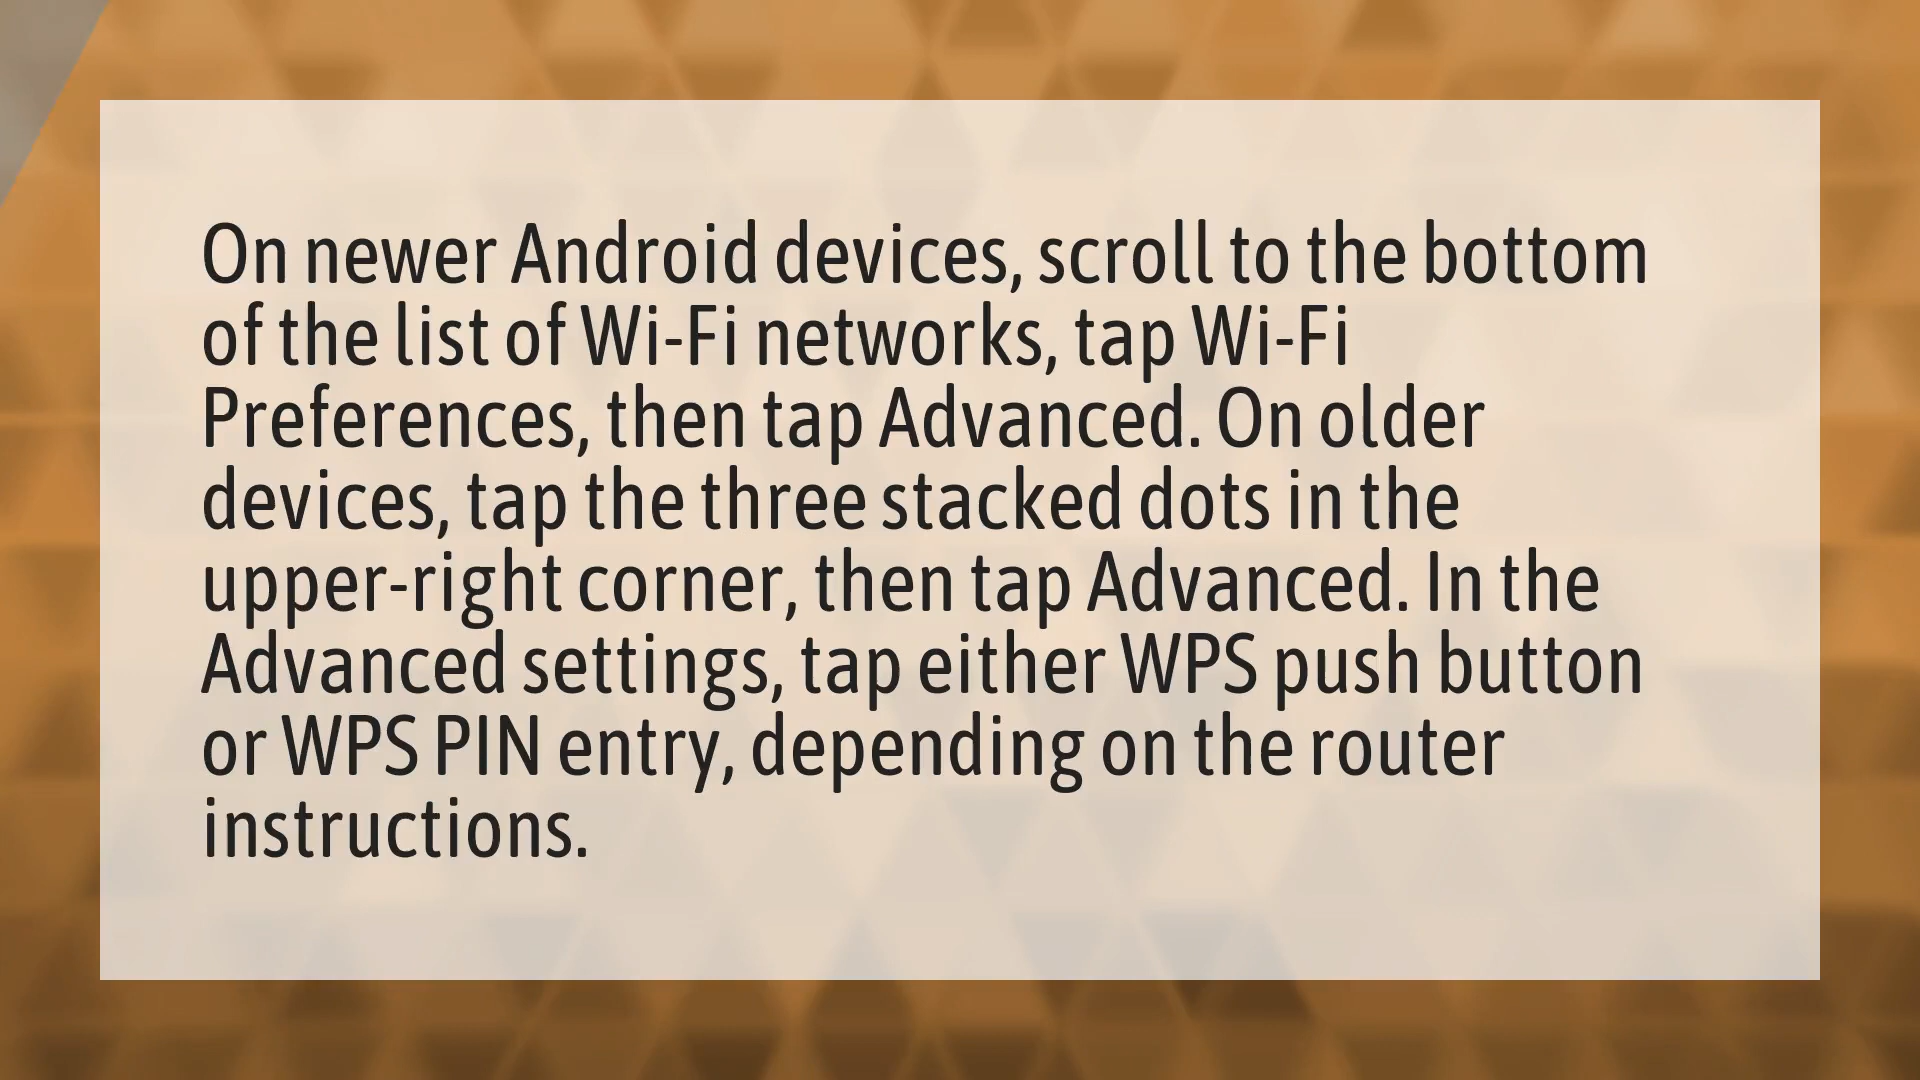 On newer Android devices, scroll to the bottom
of the list of Wi-Fi networks, tap Wi-Fi
Preferences, then tap Advanced. On older
devices, tap the three stacked dots in the
upper-right corner, then tap Advanced. In the
Advanced settings, tap either WPS push button
or WPS PIN entry, depending on the router
instructions.